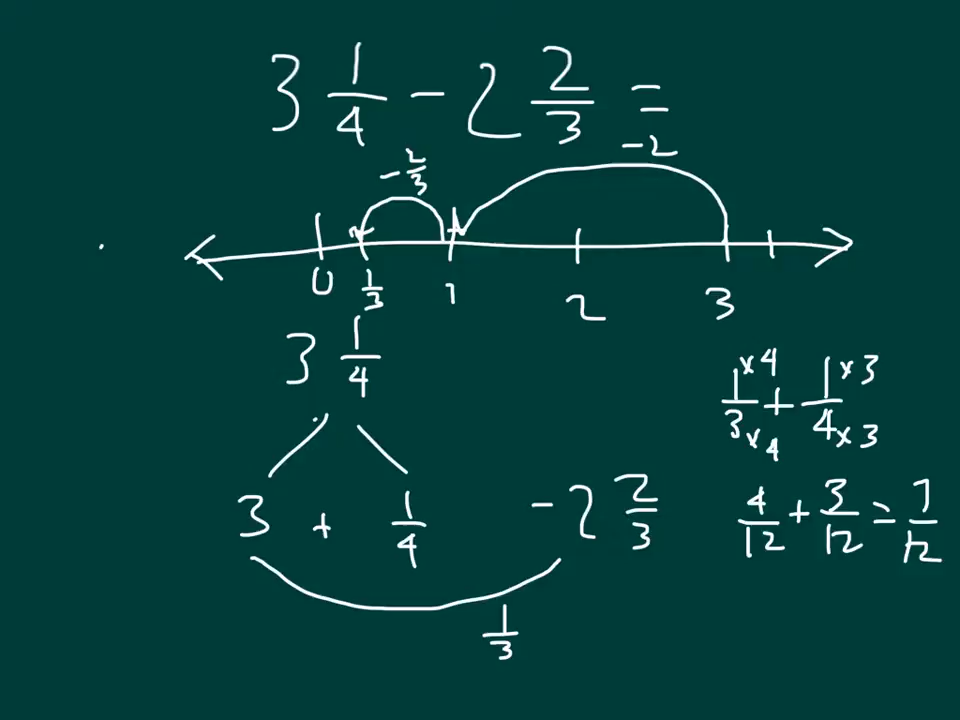 3 1/4 - 2 2/3 =
-2/3 -2
0 1/3 1 2 3
3 1/4
3 + 1/4 - 2 2/3
1/3
1×4/3×4 + 1×3/4×3
4/12 + 3/12 = 7/12